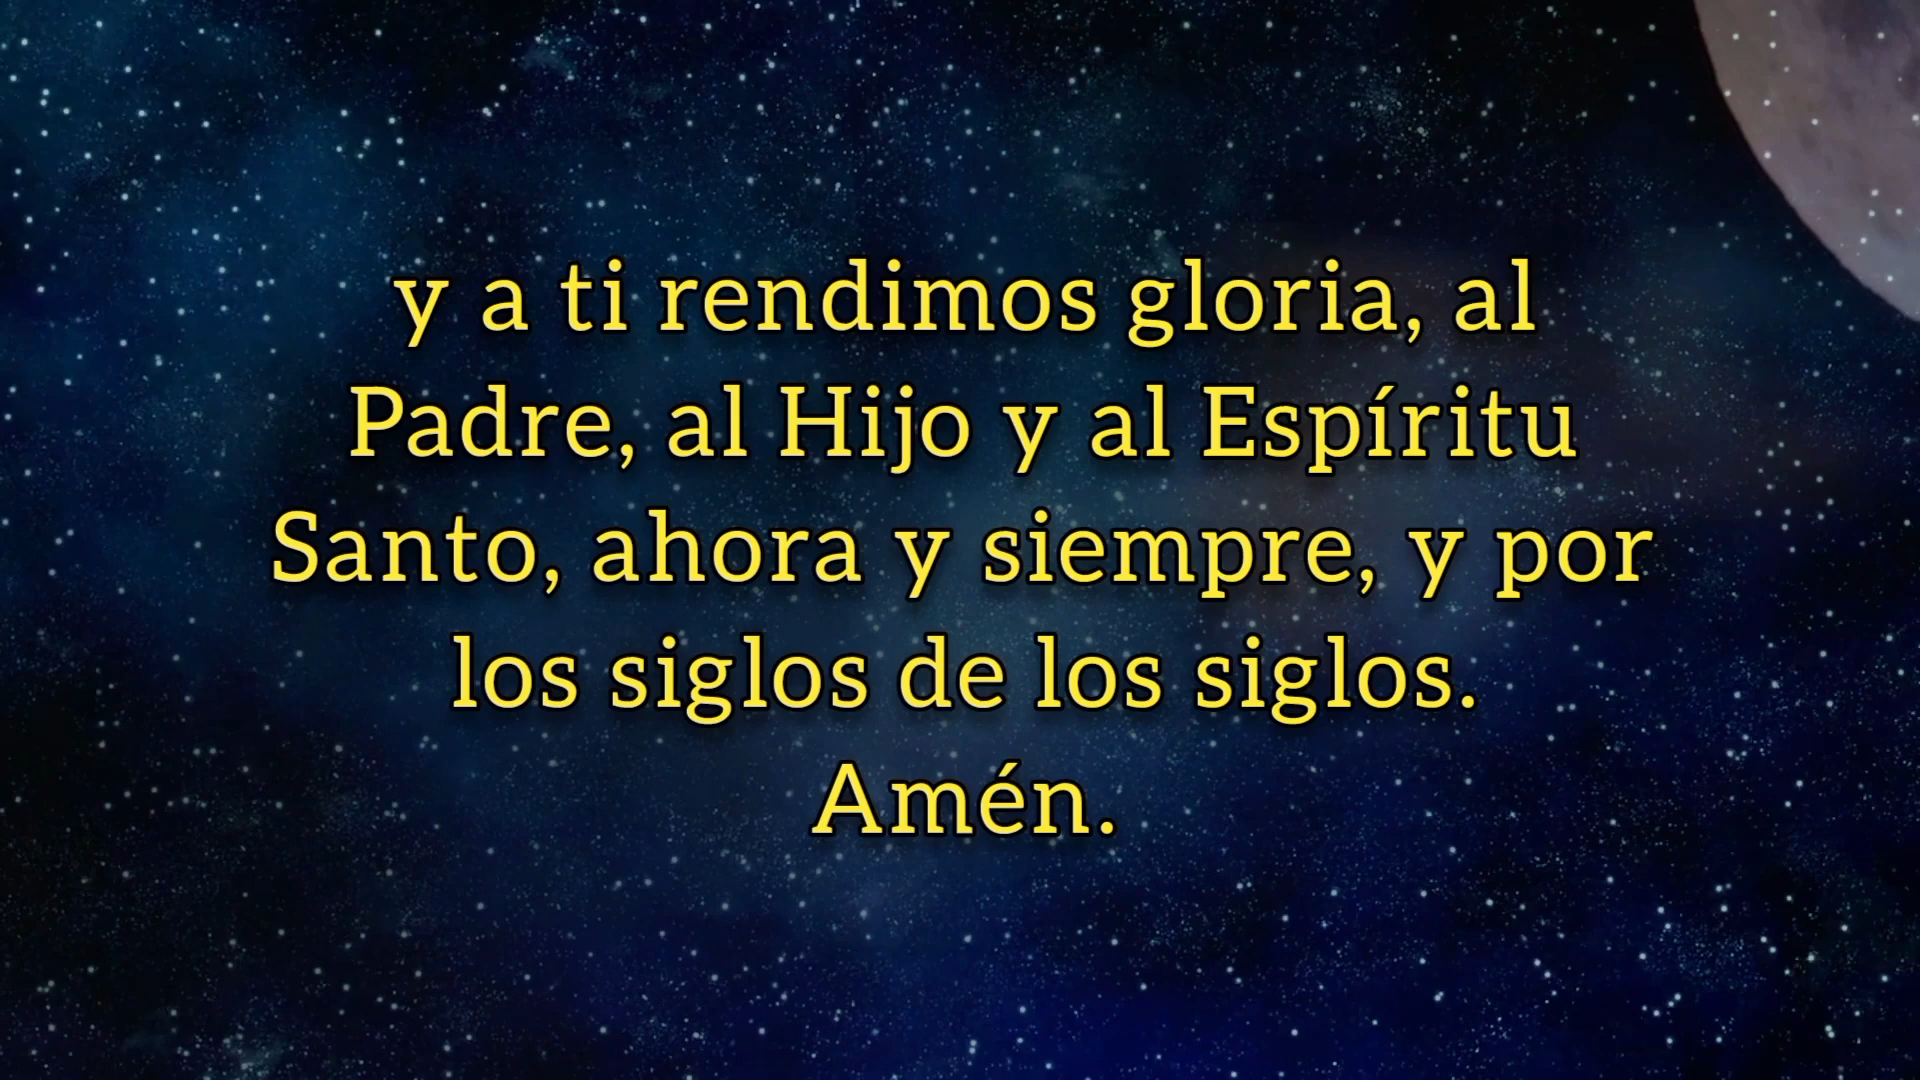 y a ti rendimos gloria, al
Padre, al Hijo y al Espíritu
Santo, ahora y siempre, y por
los siglos de los siglos.
Amén.